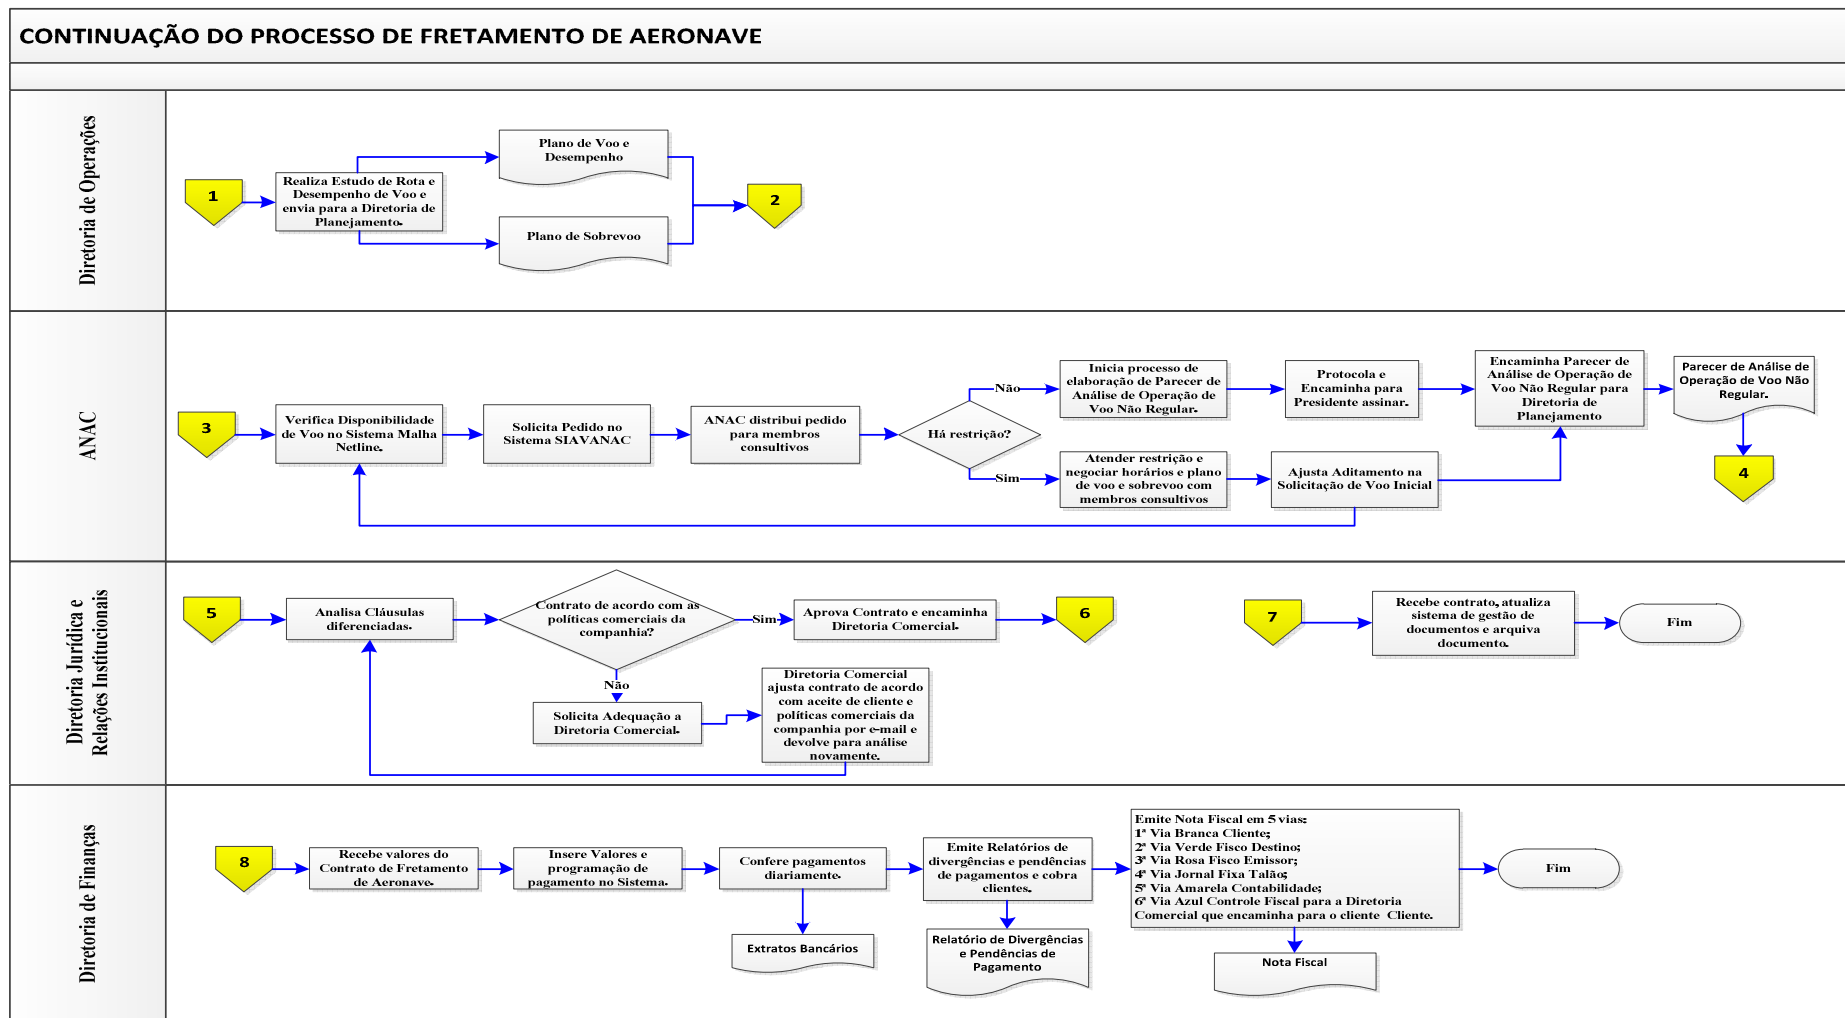 CONTINUAÇÃO DO PROCESSO DE FRETAMENTO DE AERONAVE
Diretoria de Operações
1
Realiza Estudo de Rota e
Desempenho de Voo e
envia para a Diretoria de
Planejamento.
Plano de Voo e
Desempenho
Plano de Sobrevoo
2
ANAC
3
Verifica Disponibilidade
de Voo no Sistema Malha
Netline.
Solicita Pedido no
Sistema SIAVANAC
ANAC distribui pedido
para membros
consultivos
Há restrição?
Não
Inicia processo de
elaboração de Parecer de
Análise de Operação de
Voo Não Regular.
Protocola e
Encaminha para
Presidente assinar.
Encaminha Parecer de
Análise de Operação de
Voo Não Regular para
Diretoria de
Planejamento
Parecer de Análise de
Operação de Voo Não
Regular.
Sim
Atender restrição e
negociar horários e plano
de voo e sobrevoo com
membros consultivos
Ajusta Aditamento na
Solicitação de Voo Inicial
4
Diretoria Jurídica e
Relações Institucionais
5
Analisa Cláusulas
diferenciadas.
Contrato de acordo com as
políticas comerciais da
companhia?
Sim
Aprova Contrato e encaminha
Diretoria Comercial.
6
Não
Solicita Adequação a
Diretoria Comercial.
Diretoria Comercial
ajusta contrato de acordo
com aceite de cliente e
políticas comerciais da
companhia por e-mail e
devolve para análise
novamente.
7
Recebe contrato, atualiza
sistema de gestão de
documentos e arquiva
documento.
Fim
Diretoria de Finanças
8
Recebe valores do
Contrato de Fretamento
de Aeronave.
Insere Valores e
programação de
pagamento no Sistema.
Confere pagamentos
diariamente.
Extratos Bancários
Emite Relatórios de
divergências e pendências
de pagamentos e cobra
clientes.
Relatório de Divergências
e Pendências de
Pagamento
Emite Nota Fiscal em 5 vias:
1ª Via Branca Cliente;
2ª Via Verde Fisco Destino;
3ª Via Rosa Fisco Emissor;
4ª Via Jornal Fixa Talão;
5ª Via Amarela Contabilidade;
6ª Via Azul Controle Fiscal para a Diretoria
Comercial que encaminha para o cliente Cliente.
Nota Fiscal
Fim